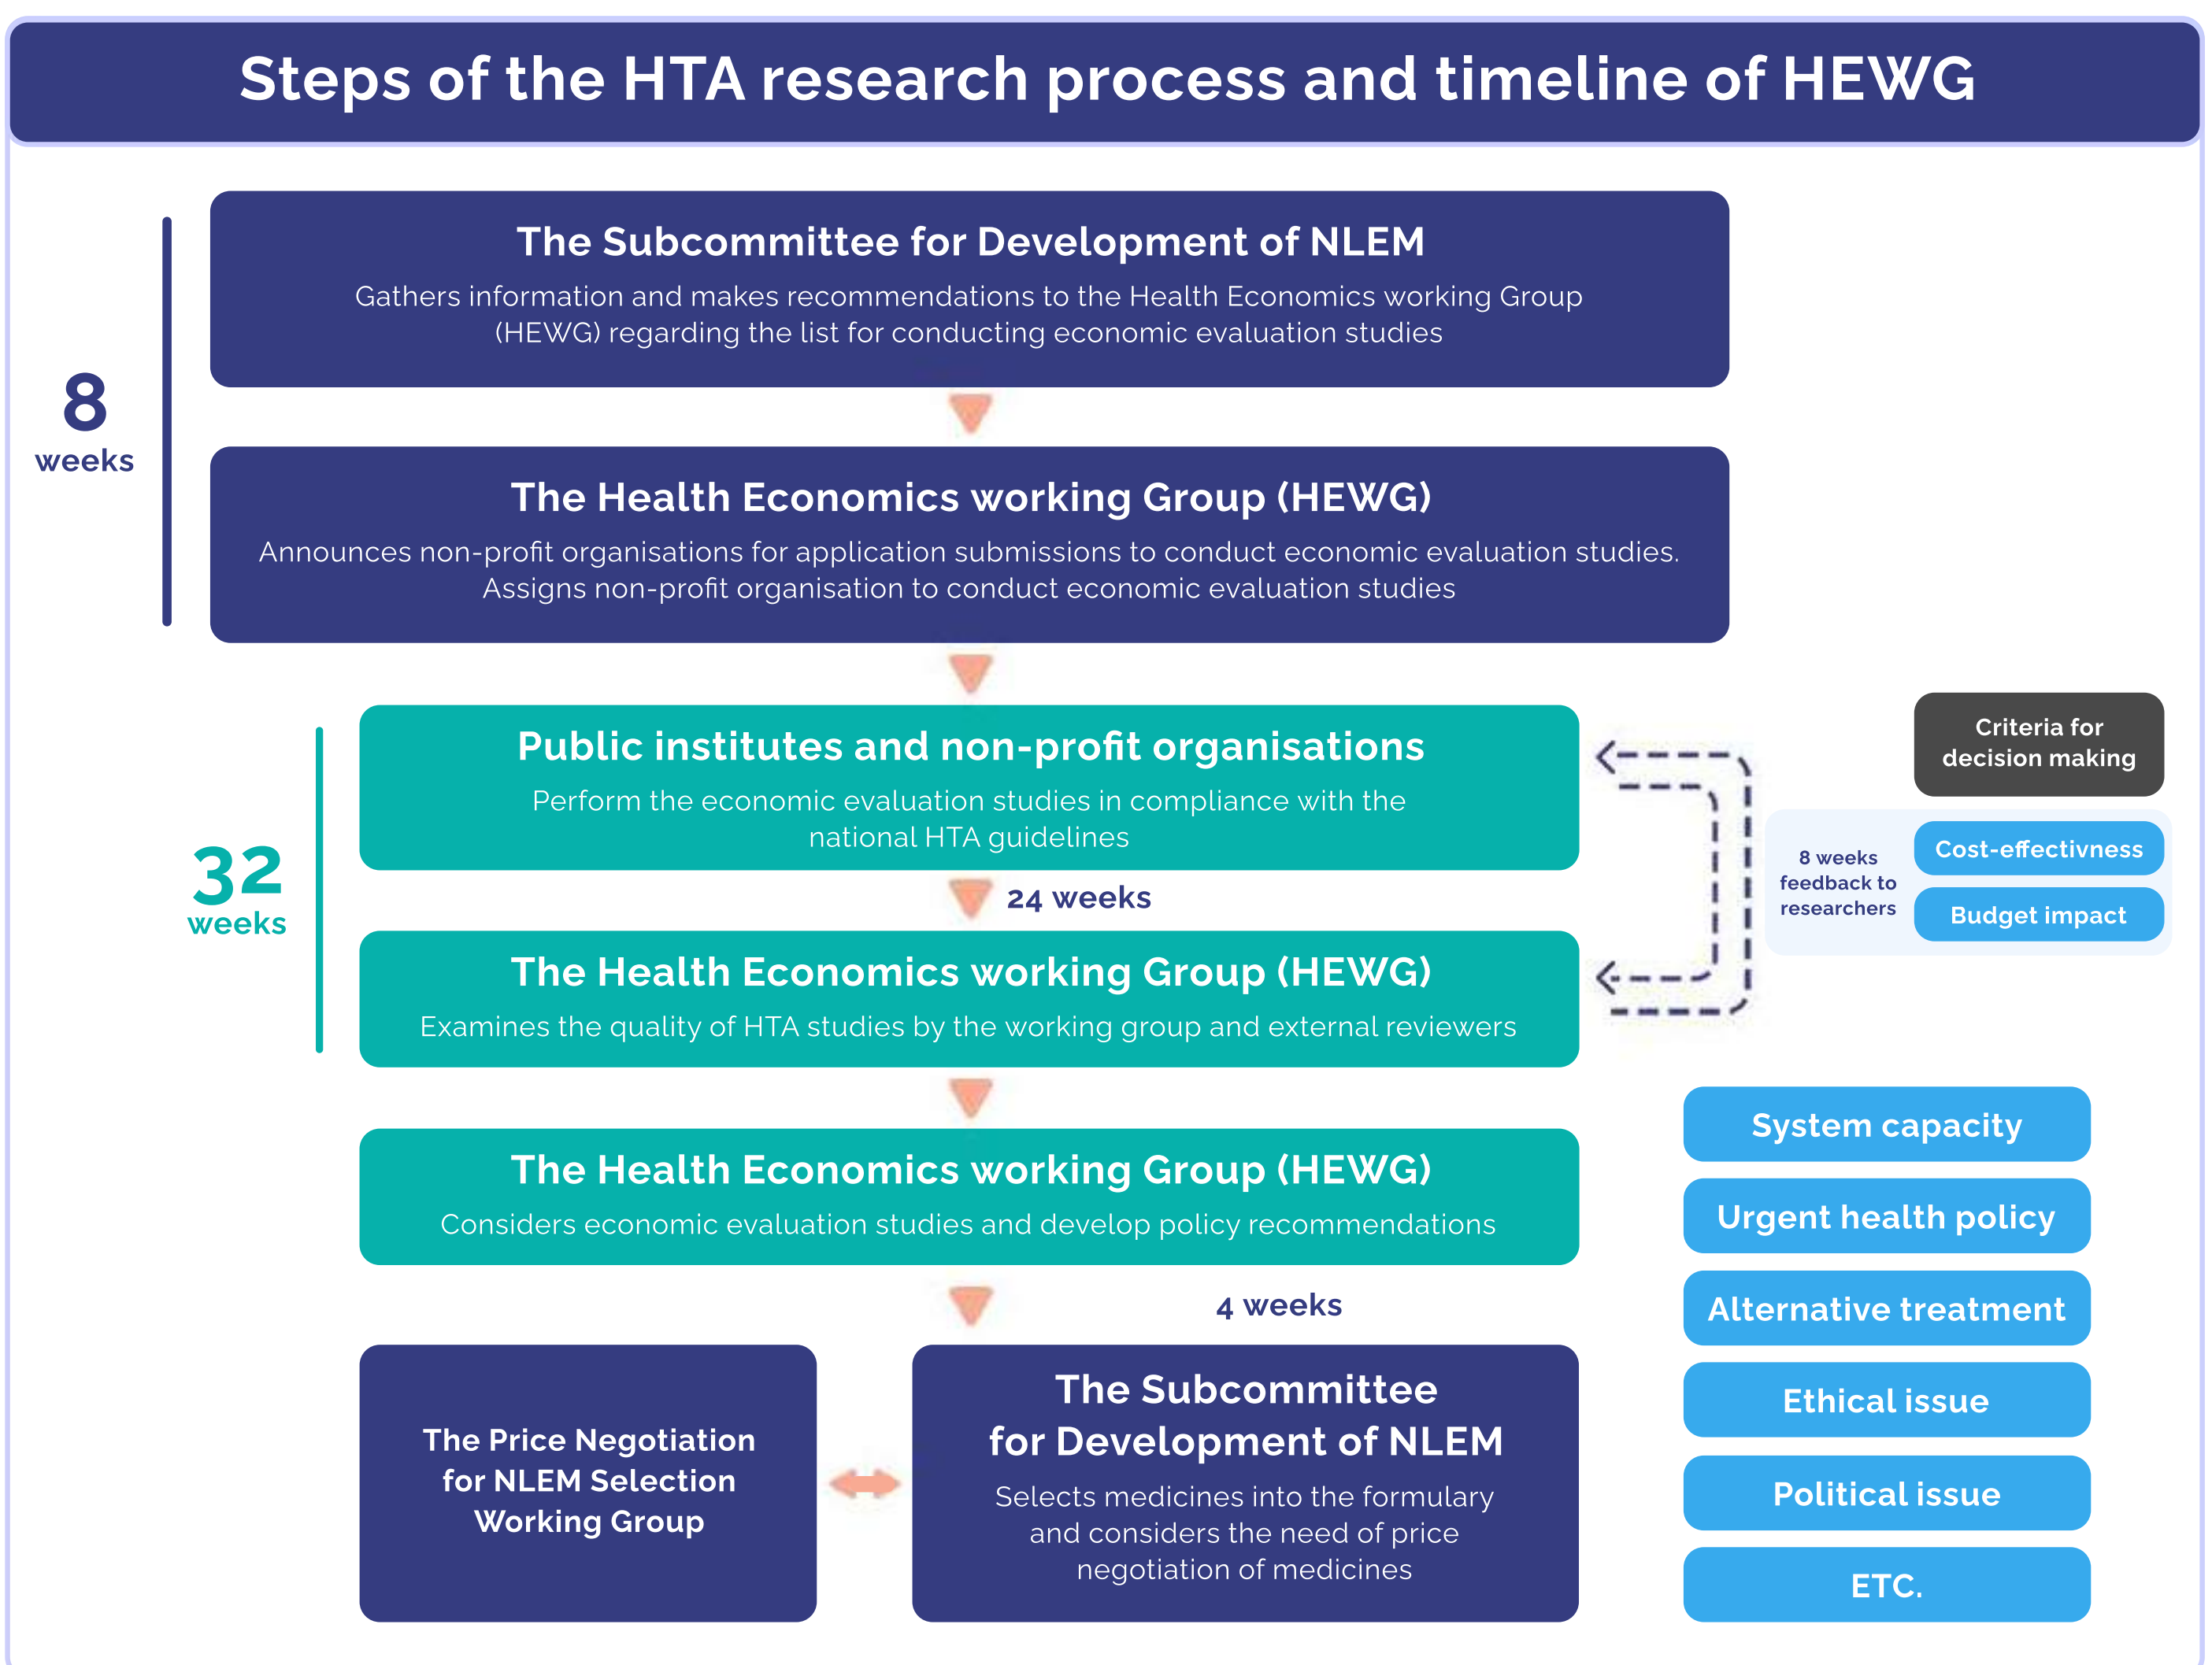 Steps of the HTA research process and timeline of HEWG
The Subcommittee for Development of NLEM
Gathers information and makes recommendations to the Health Economics working Group
(HEWG) regarding the list for conducting economic evaluation studies
8
weeks
The Health Economics working Group (HEWG)
Announces non-profit organisations for application submissions to conduct economic evaluation studies.
Assigns non-profit organisation to conduct economic evaluation studies
Public institutes and non-profit organisations
Perform the economic evaluation studies in compliance with the
national HTA guidelines
32
weeks
24 weeks
The Health Economics working Group (HEWG)
Examines the quality of HTA studies by the working group and external reviewers
Criteria for
decision making
8 weeks
feedback to
researchers
Cost-effectivness
Budget impact
The Health Economics working Group (HEWG)
Considers economic evaluation studies and develop policy recommendations
4 weeks
The Price Negotiation
for NLEM Selection
Working Group
The Subcommittee
for Development of NLEM
Selects medicines into the formulary
and considers the need of price
negotiation of medicines
System capacity
Urgent health policy
Alternative treatment
Ethical issue
Political issue
ETC.